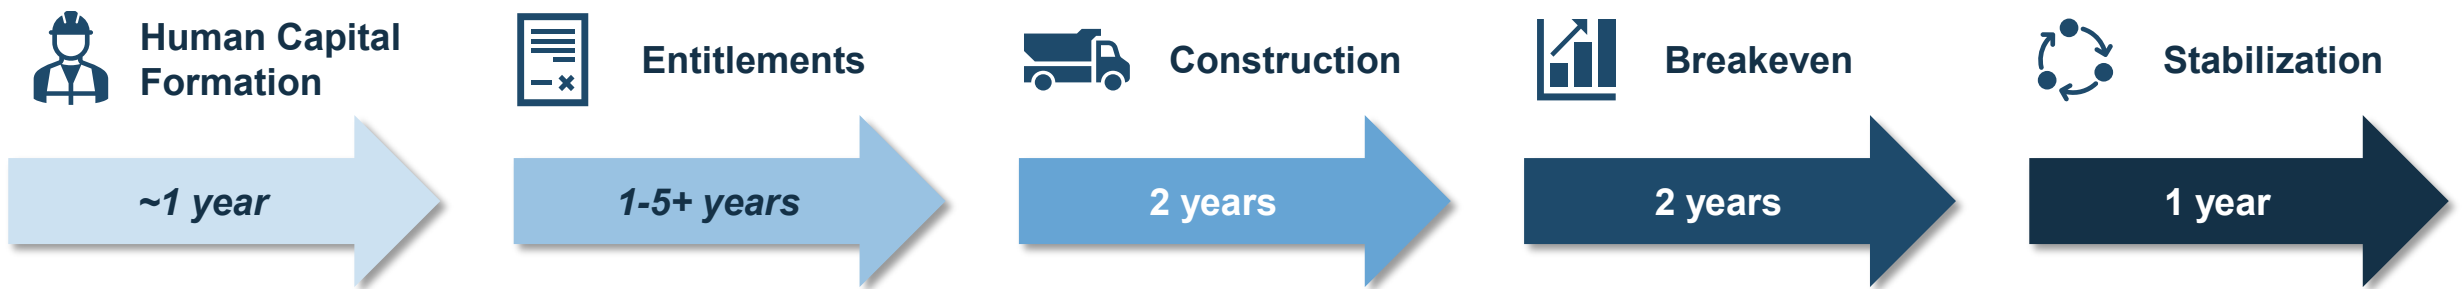 Human Capital
Formation
Entitlements
Construction
Breakeven
Stabilization
~1 year
1-5+ years
2 years
2 years
1 year